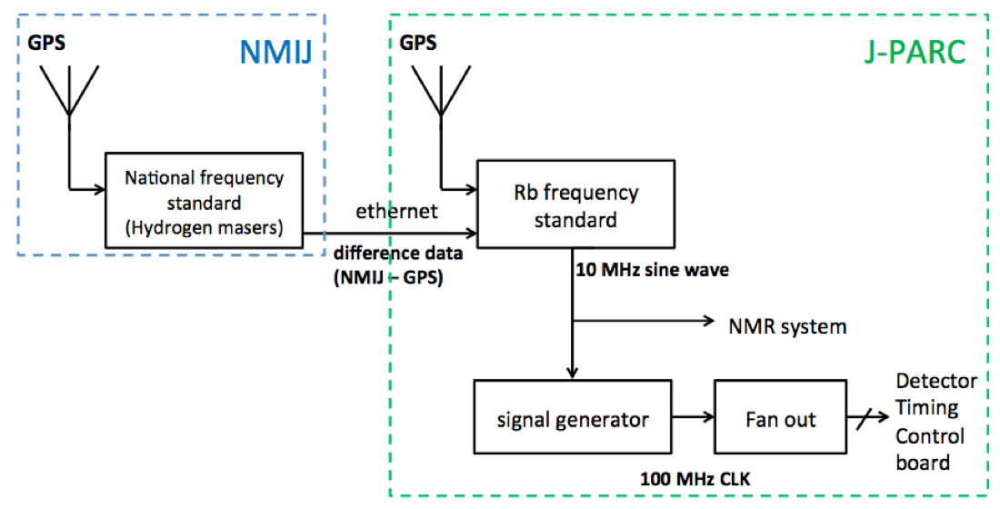 GPS
NMIJ
National frequency
standard
(Hydrogen masers)
ethernet
difference data
(NMIJ – GPS)
GPS
J-PARC
Rb frequency
standard
10 MHz sine wave
NMR system
signal generator
Fan out
100 MHz CLK
Detector
Timing
Control
board